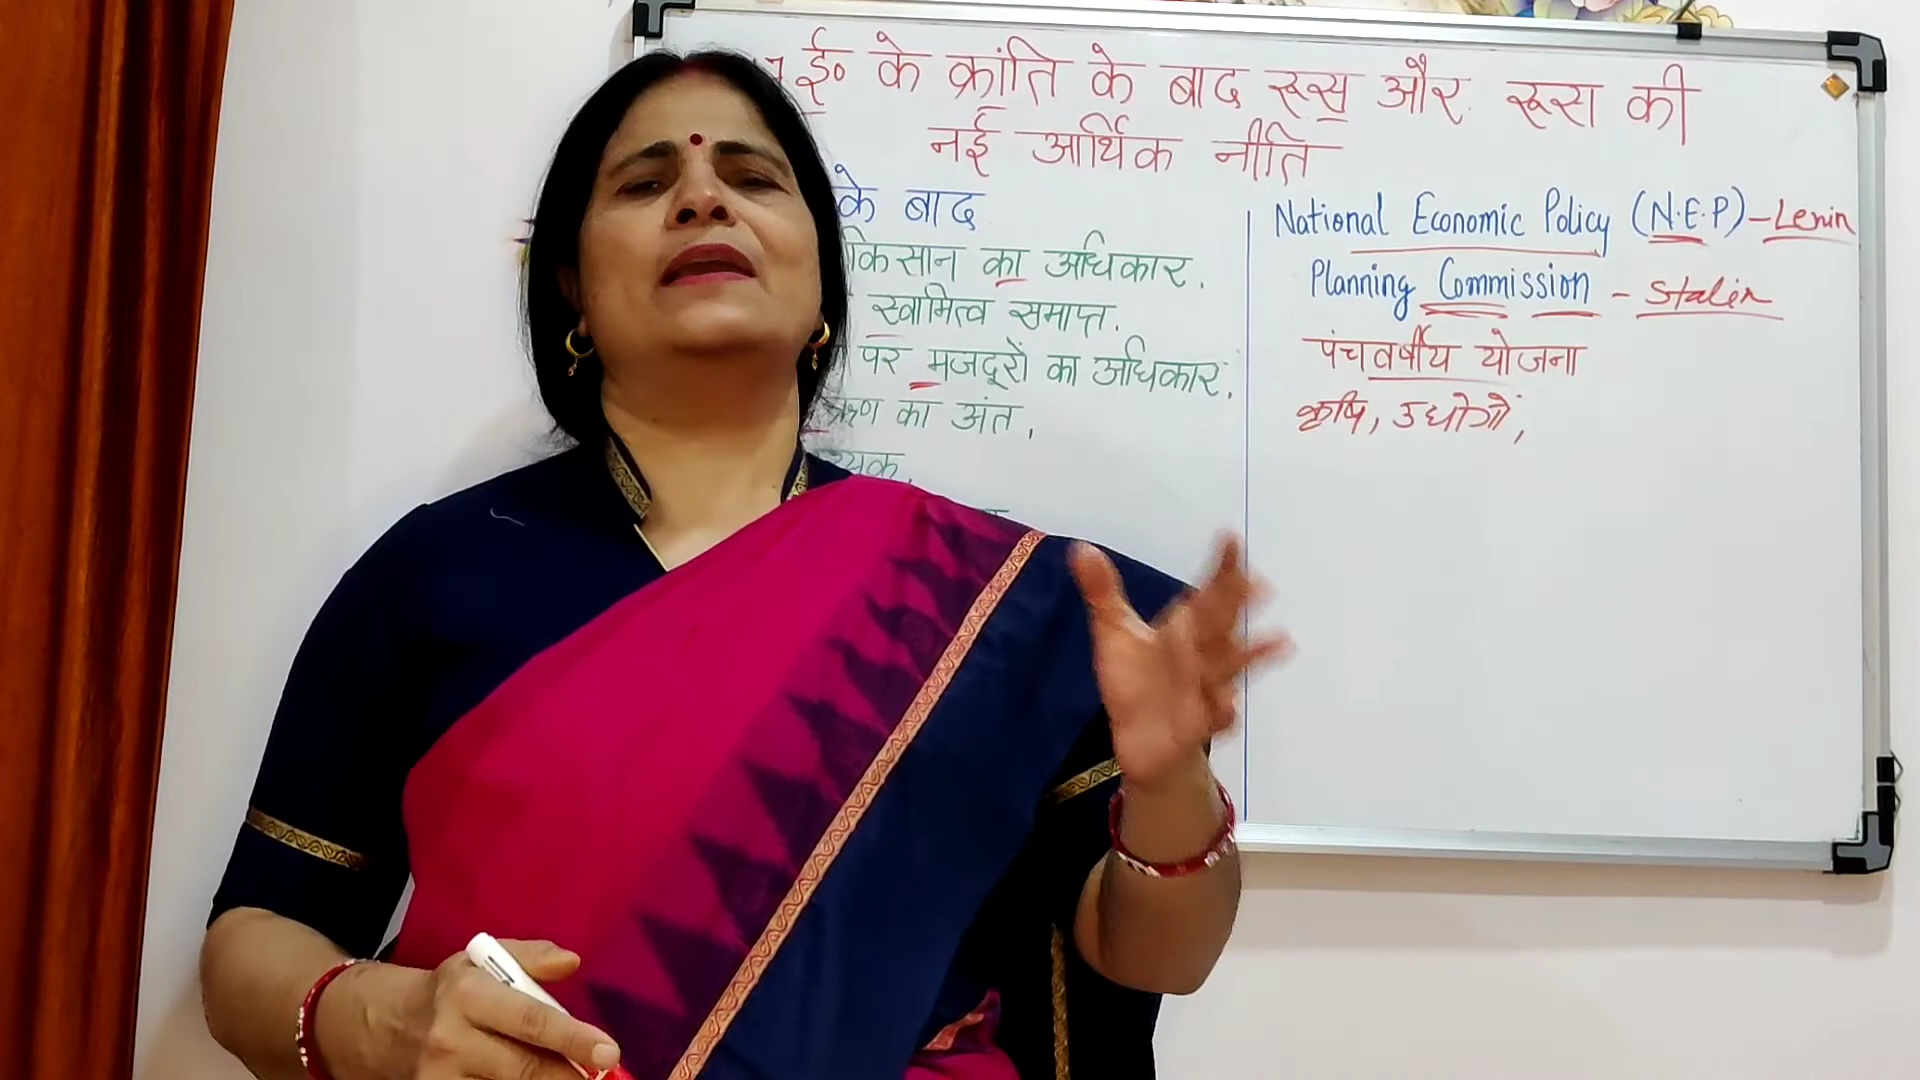 ई० के क्रांति के बाद रूस और रूस की
नई आर्थिक नीति
के बाद
किसान का अधिकार.
स्वामित्व समाप्त.
पर मजदूरों का अधिकार.
ऋण का अंत.
National Economic Policy (N.E.P) - Lenin
Planning Commission - Stalin
पंचवर्षीय योजना
कृषि, उद्योगों,